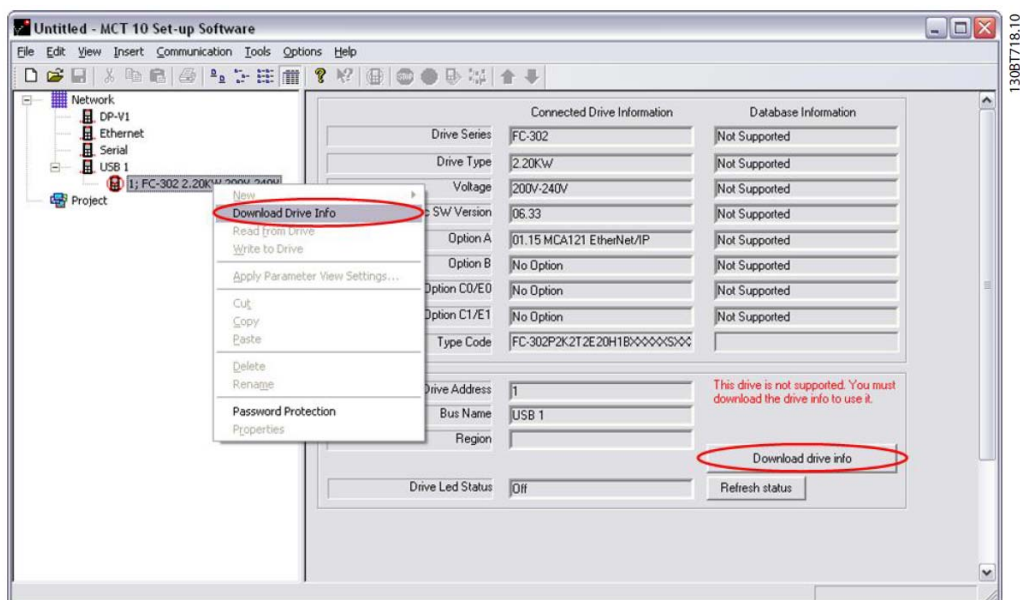 Untitled - MCT 10 Set-up Software
File Edit View Insert Communication Tools Options Help
STOP
Network
DP-V1
Ethernet
Serial
USB 1
1; FC-302 2.20KW 200V-240V
Project
New
Download Drive Info
Read from Drive
Write to Drive
Apply Parameter View Settings...
Cut
Copy
Paste
Delete
Rename
Password Protection
Properties
Connected Drive Information Database Information
Drive Series FC-302 Not Supported
Drive Type 2.20KW Not Supported
Voltage 200V-240V Not Supported
SW Version 06.33 Not Supported
Option A 01.15 MCA121 EtherNet/IP Not Supported
Option B No Option Not Supported
Option C0/E0 No Option Not Supported
Option C1/E1 No Option Not Supported
Type Code
Drive Address 1
This drive is not supported. You must
download the drive info to use it.
Bus Name USB 1
Region
Download drive info
Drive Led Status Off Refresh status
130BT718.10